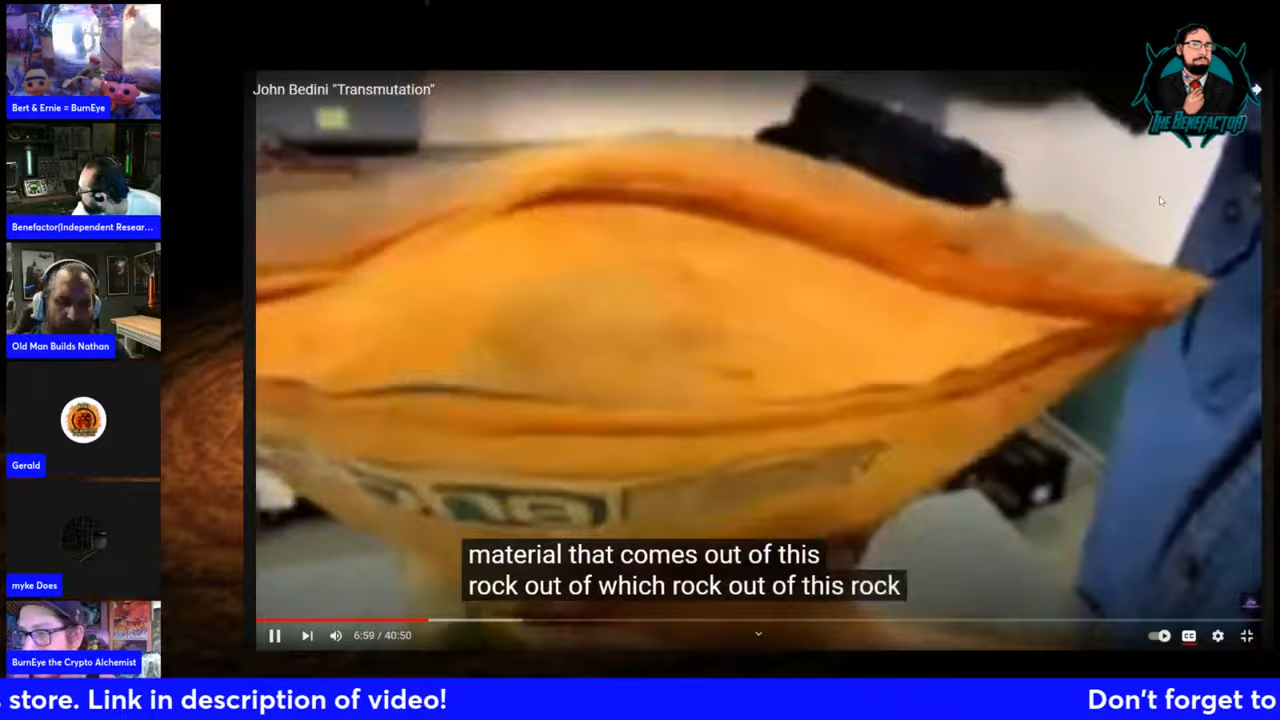 John Bedini "Transmutation"
THE BENEFACTOR
Bert & Ernie = BurnEye
Benefactor(Independent Resear...
Old Man Builds Nathan
Gerald
myke Does
BurnEye the Crypto Alchemist
material that comes out of this
rock out of which rock out of this rock
6:59 / 40:50
CC
store. Link in description of video!
Don't forget to